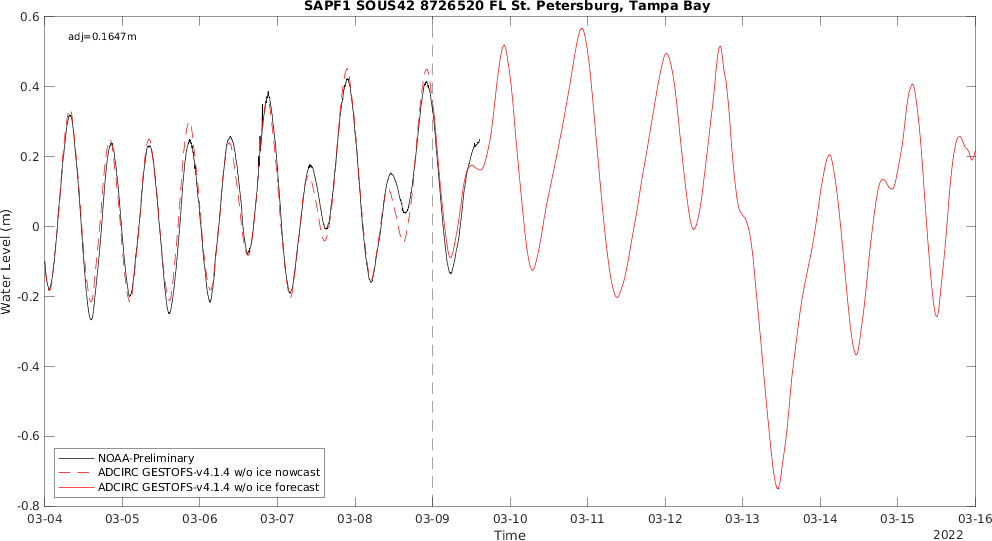 SAPF1 SOUS42 8726520 FL St. Petersburg, Tampa Bay
adj=0.1647m
0.6
0.4
0.2
0
-0.2
-0.4
-0.6
-0.8
Water Level (m)
NOAA-Preliminary
ADCIRC GESTOFS-v4.1.4 w/o ice nowcast
ADCIRC GESTOFS-v4.1.4 w/o ice forecast
03-04 03-05 03-06 03-07 03-08 03-09 03-10 03-11 03-12 03-13 03-14 03-15 03-16
Time
2022